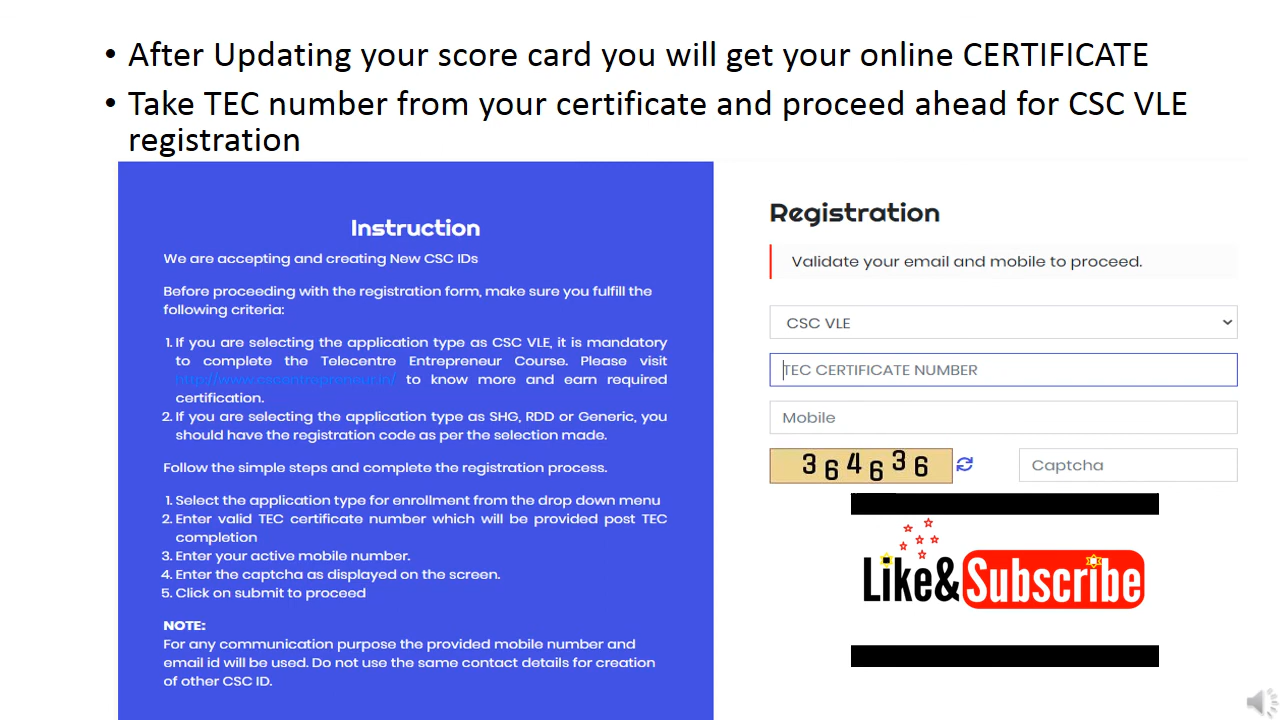 • After Updating your score card you will get your online CERTIFICATE
• Take TEC number from your certificate and proceed ahead for CSC VLE
registration
Instruction
We are accepting and creating New CSC IDs
Before proceeding with the registration form, make sure you fulfill the
following criteria:
1. If you are selecting the application type as CSC VLE, it is mandatory
to complete the Telecentre Entrepreneur Course. Please visit
http://www.cscentrepreneur.in/ to know more and earn required
certification.
2. If you are selecting the application type as SHG, RDD or Generic, you
should have the registration code as per the selection made.
Follow the simple steps and complete the registration process.
1. Select the application type for enrollment from the drop down menu
2. Enter valid TEC certificate number which will be provided post TEC
completion
3. Enter your active mobile number.
4. Enter the captcha as displayed on the screen.
5. Click on submit to proceed
NOTE:
For any communication purpose the provided mobile number and
email id will be used. Do not use the same contact details for creation
of other CSC ID.
Registration
Validate your email and mobile to proceed.
CSC VLE
TEC CERTIFICATE NUMBER
Mobile
364636
Captcha
Like& Subscribe